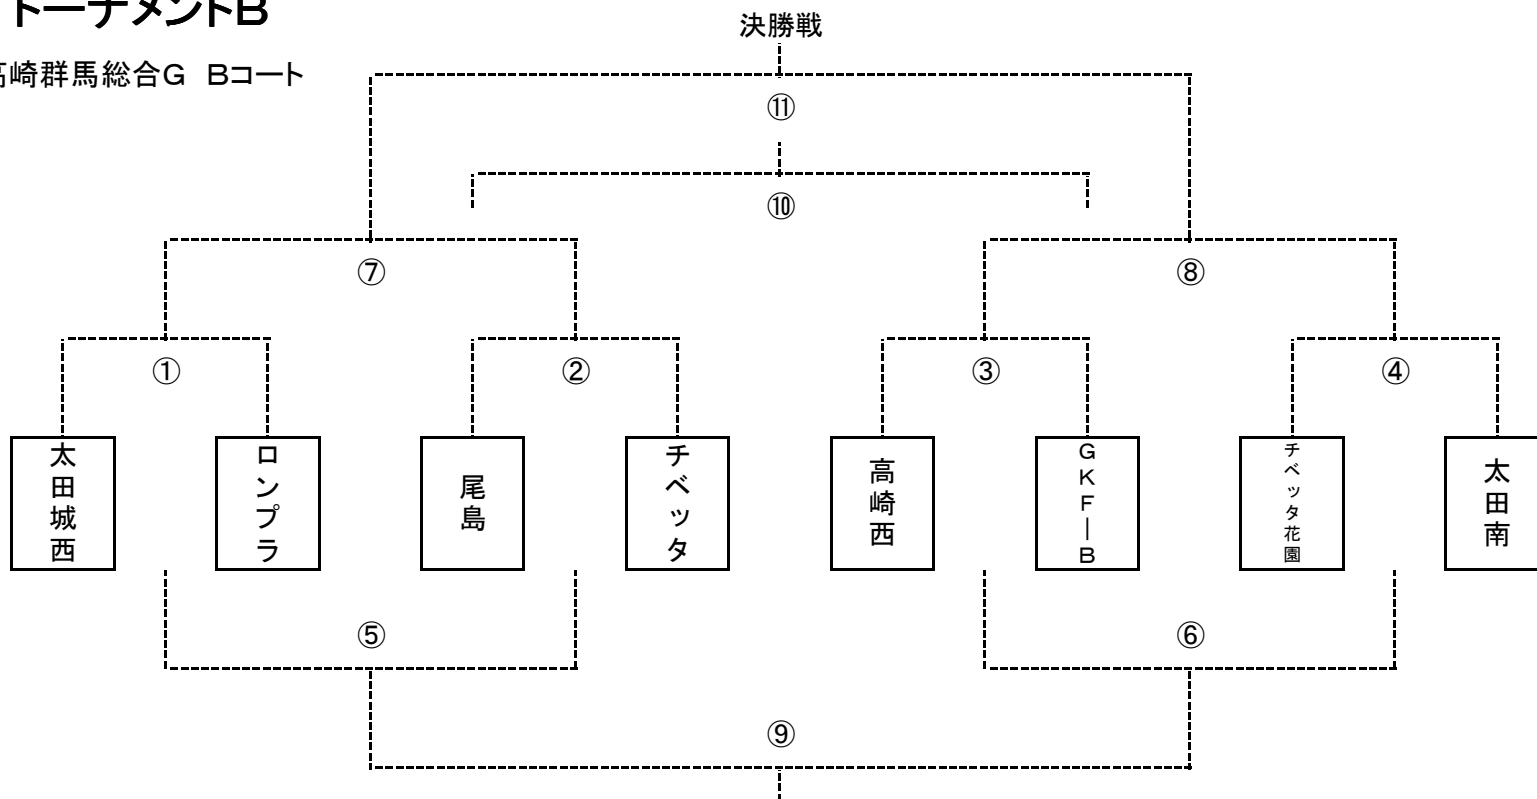 トーナメントB
決勝戦
高崎群馬総合G Bコート
⑪
⑩
⑦
⑧
①
②
③
④
太田城西
ロンプラ
尾島
チベッタ
高崎西
GKF―B
チベッタ花園
太田南
⑤
⑥
⑨